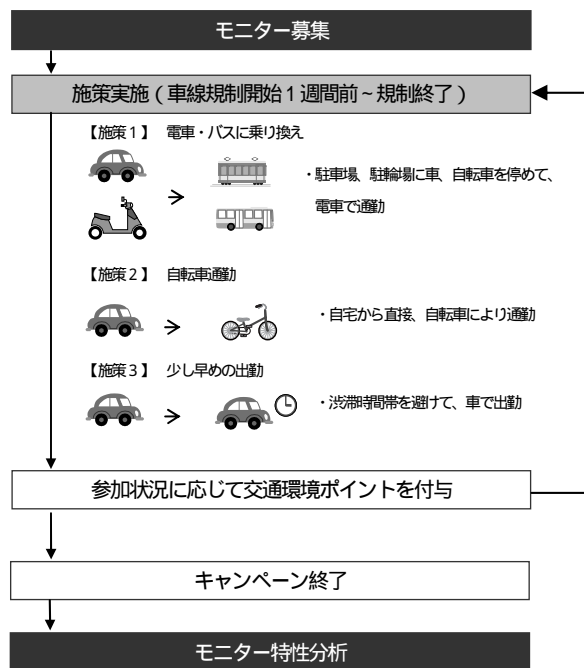 モニター募集
施策実施（車線規制開始１週間前～規制終了）
【施策１】 電車・バスに乗り換え
・駐車場、駐輪場に車、自転車を停めて、
電車で通勤
【施策２】 自転車通勤
・自宅から直接、自転車により通勤
【施策３】 少し早めの出勤
・渋滞時間帯を避けて、車で出勤
参加状況に応じて交通環境ポイントを付与
キャンペーン終了
モニター特性分析